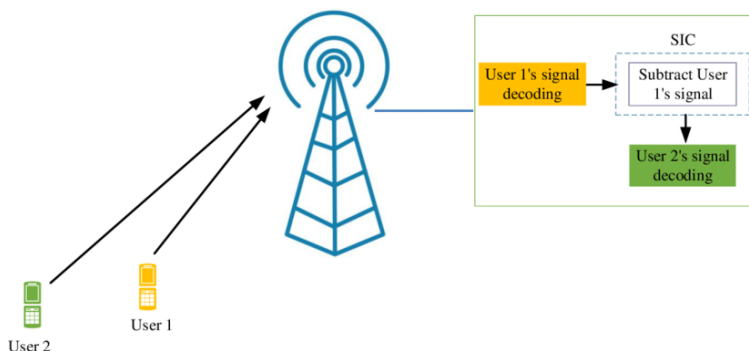 SIC
User 1's signal
decoding
Subtract User
1's signal
User 2's signal
decoding
User 1
User 2